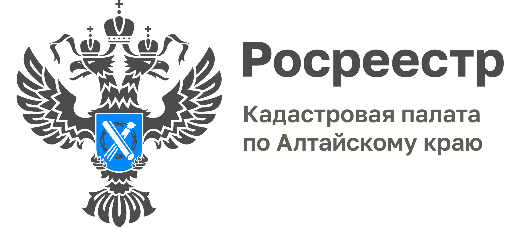 Росреестр
Кадастровая палата
по Алтайскому краю